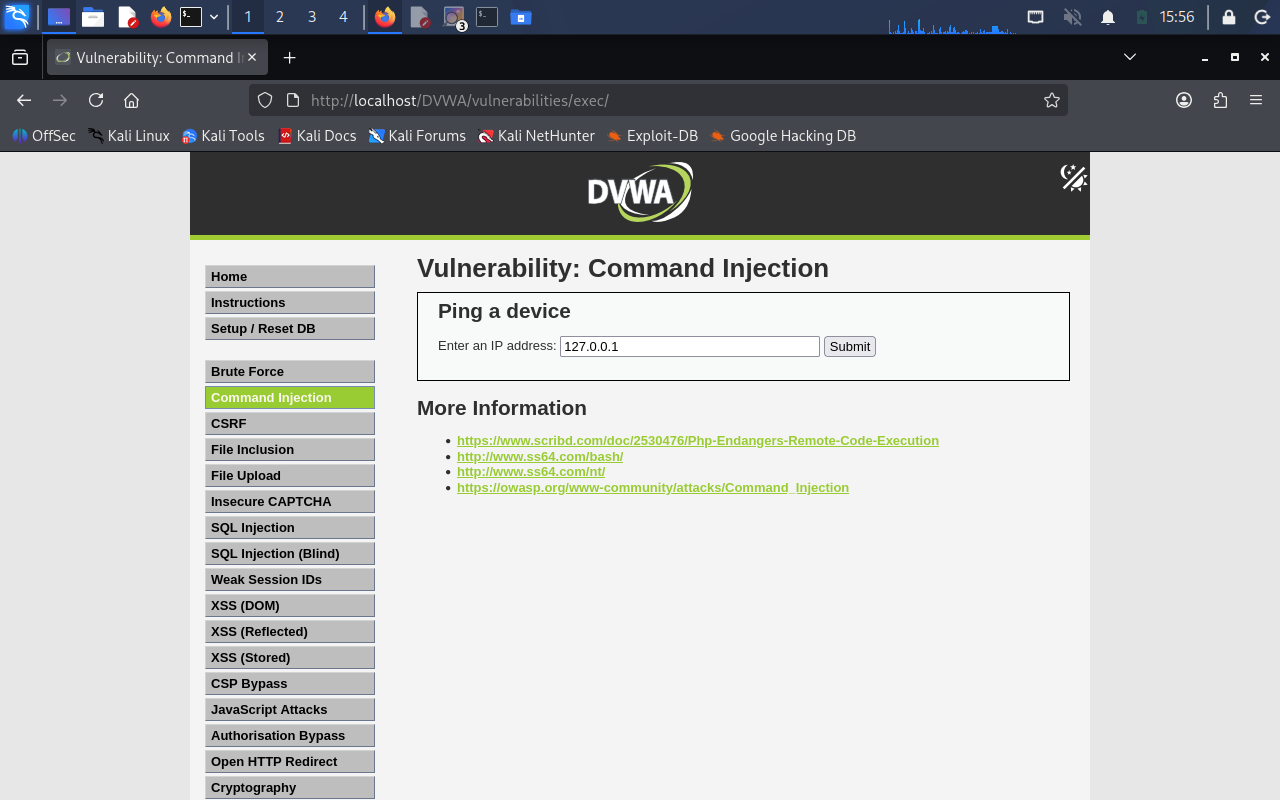 1 2 3 4 3 15:56
Vulnerability: Command I
http://localhost/DVWA/vulnerabilities/exec/
OffSec Kali Linux Kali Tools Kali Docs Kali Forums Kali NetHunter Exploit-DB Google Hacking DB
DVWA
Vulnerability: Command Injection
Home
Instructions
Setup / Reset DB
Brute Force
Command Injection
CSRF
File Inclusion
File Upload
Insecure CAPTCHA
SQL Injection
SQL Injection (Blind)
Weak Session IDs
XSS (DOM)
XSS (Reflected)
XSS (Stored)
CSP Bypass
JavaScript Attacks
Authorisation Bypass
Open HTTP Redirect
Cryptography
Ping a device
Enter an IP address: 127.0.0.1 Submit
More Information
https://www.scribd.com/doc/2530476/Php-Endangers-Remote-Code-Execution
http://www.ss64.com/bash/
http://www.ss64.com/nt/
https://owasp.org/www-community/attacks/Command_Injection